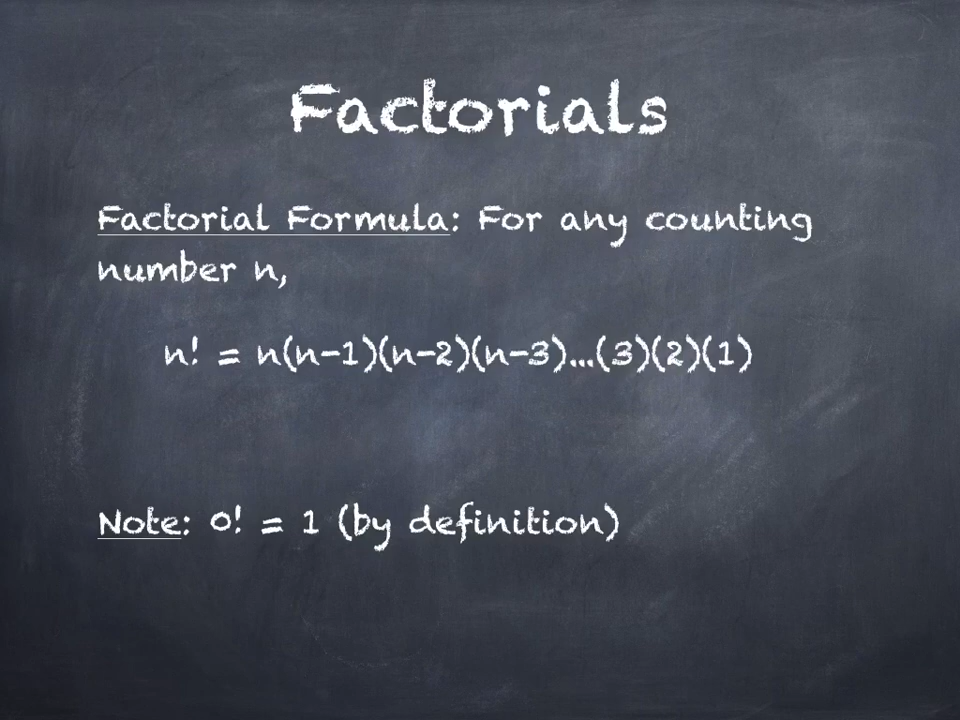 Factorials
Factorial Formula: For any counting
number n,
n! = n(n-1)(n-2)(n-3)...(3)(2)(1)
Note: 0! = 1 (by definition)